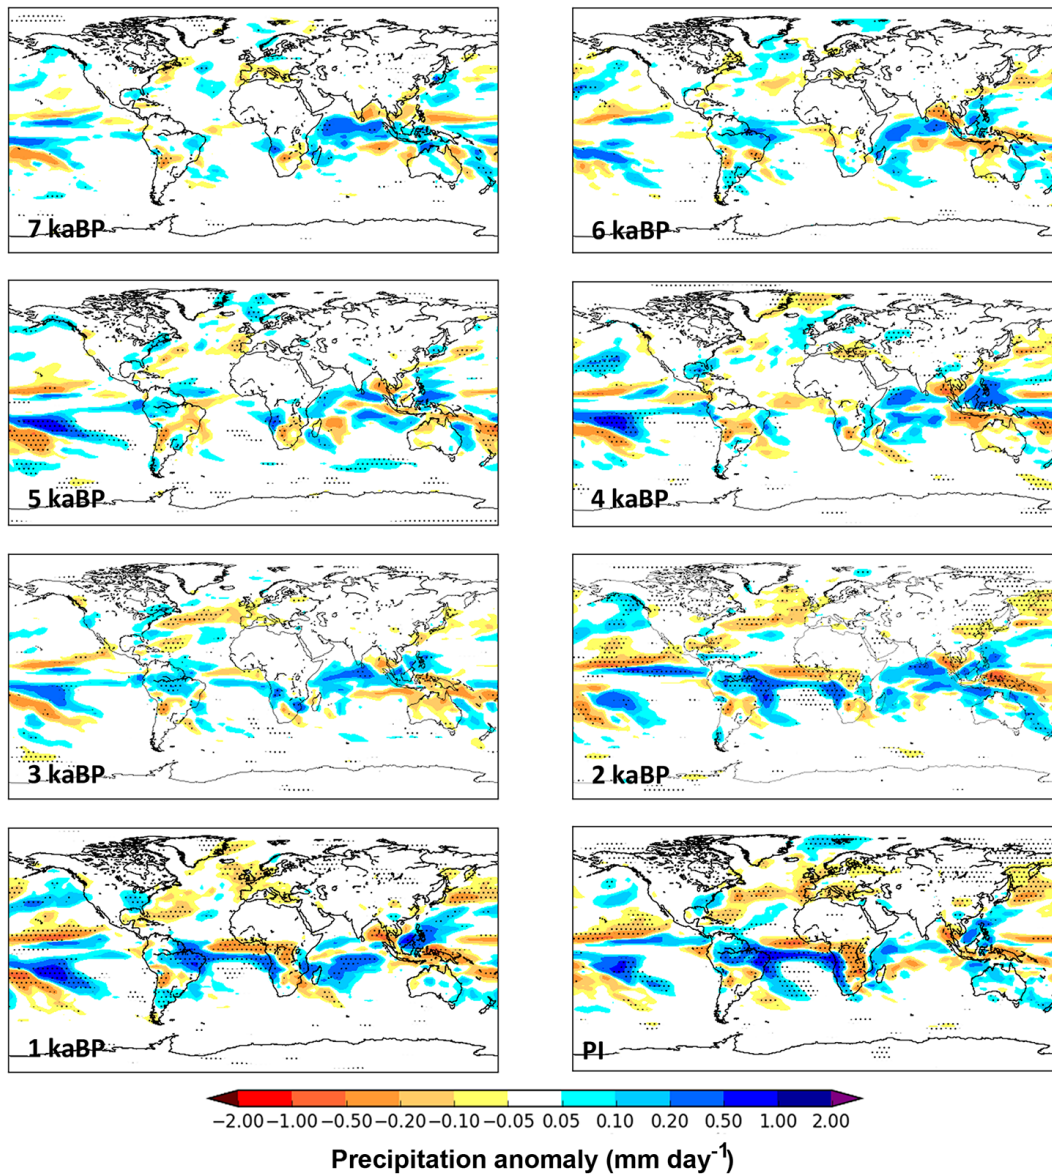 7 kaBP
6 kaBP
5 kaBP
4 kaBP
3 kaBP
2 kaBP
1 kaBP
PI
−2.00 −1.00 −0.50 −0.20 −0.10 −0.05 0.05 0.10 0.20 0.50 1.00 2.00
Precipitation anomaly (mm day⁻¹)